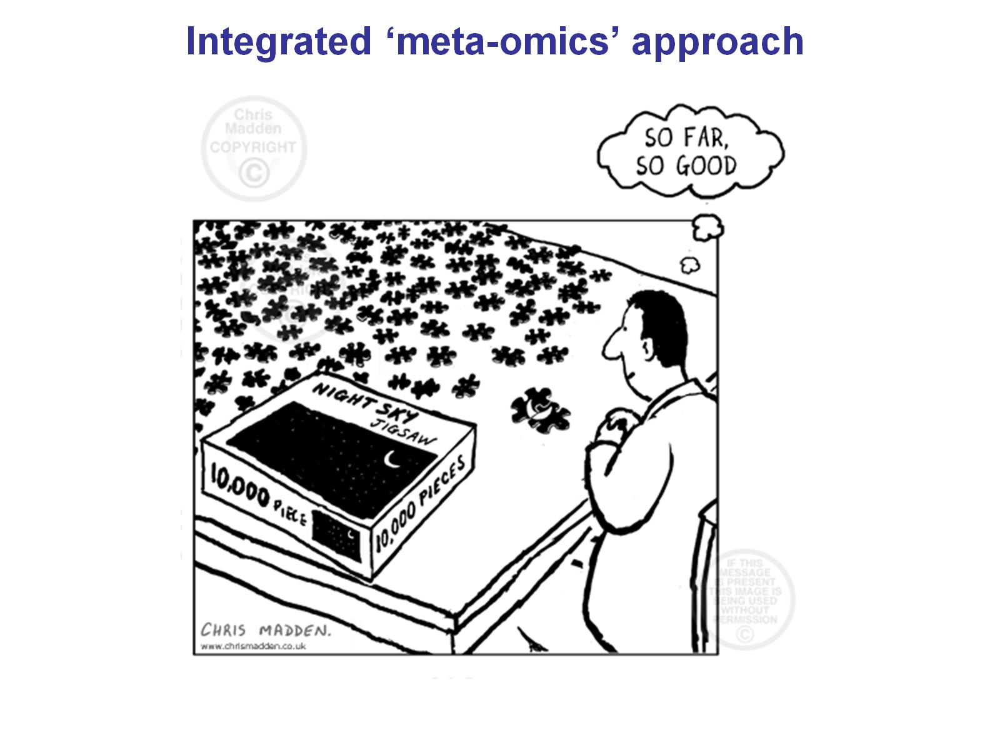 Integrated ‘meta-omics’ approach
Chris
Madden
COPYRIGHT
©
SO FAR,
SO GOOD
NIGHT SKY
JIGSAW
10,000 PIECE
10,000 PIECES
CHRIS MADDEN.
www.chrismadden.co.uk
IF THIS
MESSAGE
IS PRESENT
THIS IMAGE IS
BEING USED
WITHOUT
PERMISSION
©